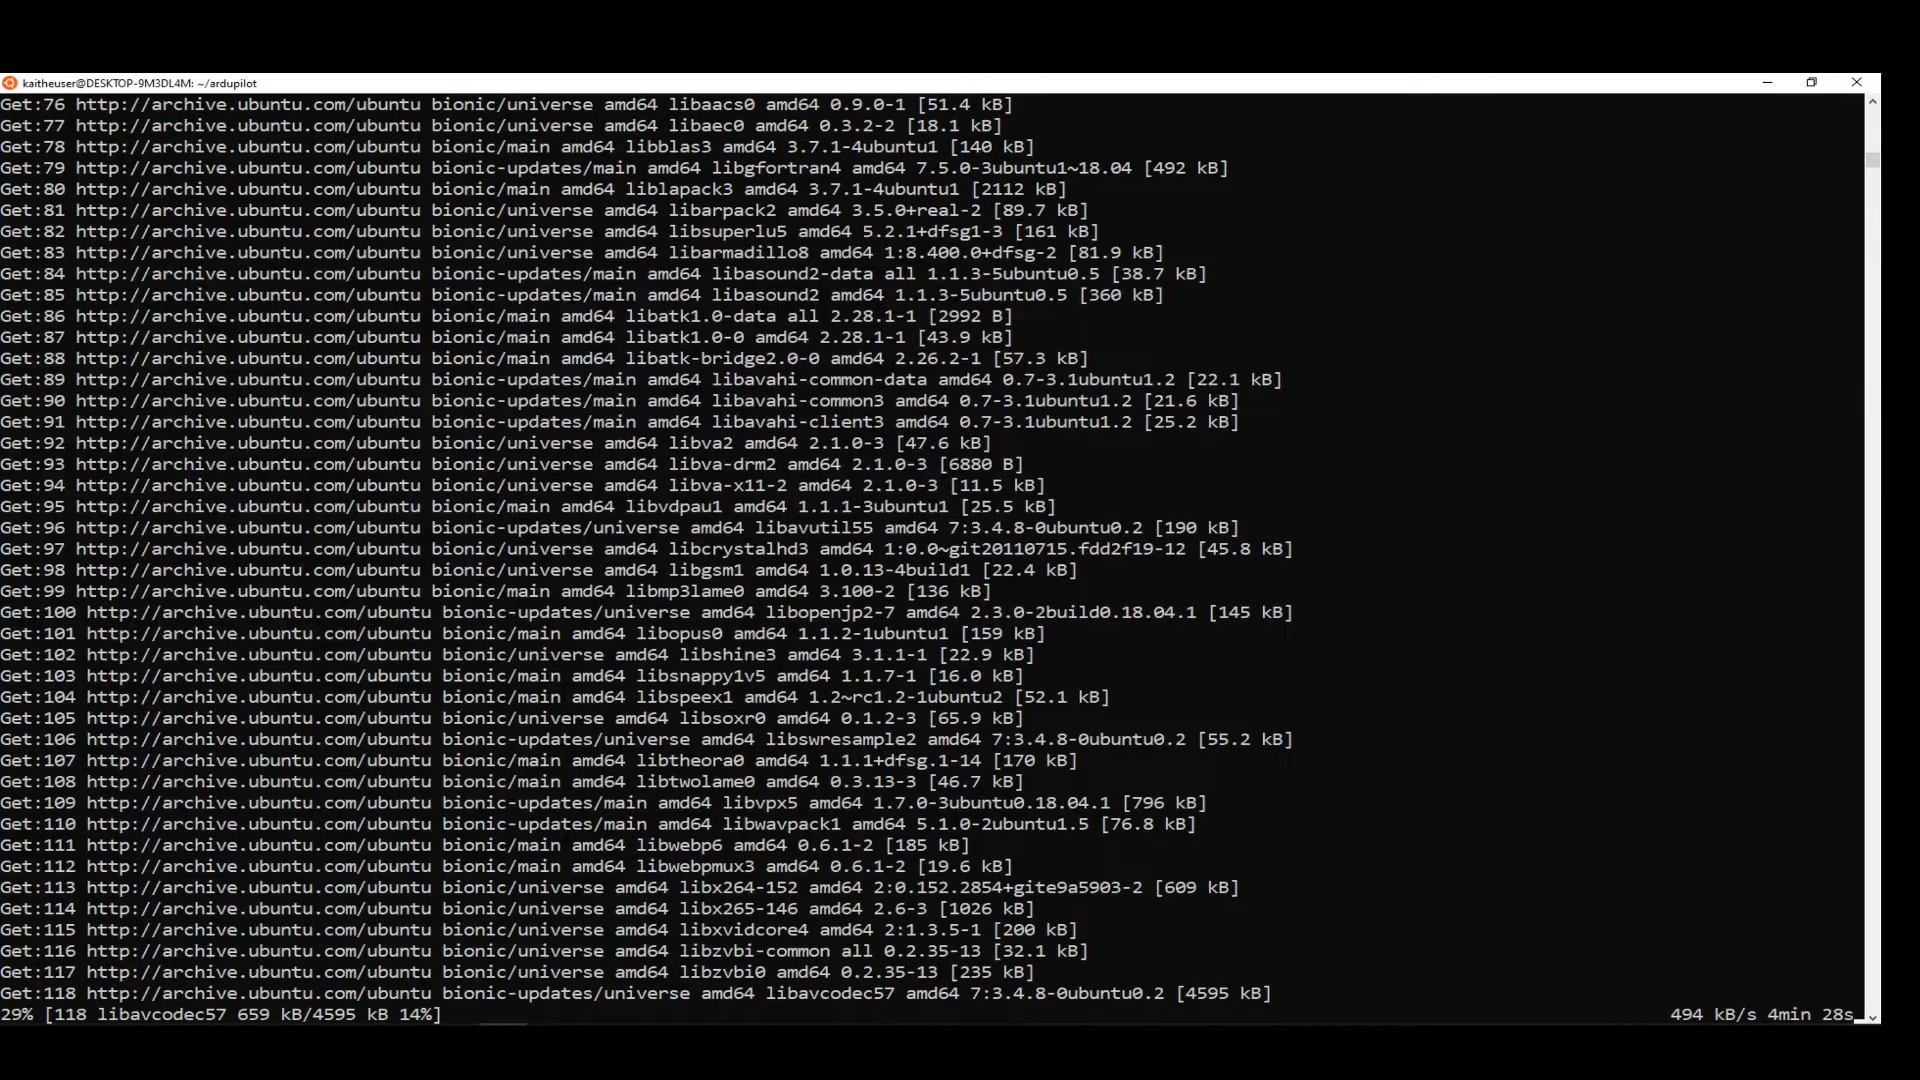 kaitheuser@DESKTOP-9M3DL4M: ~/ardupilot
Get:76 http://archive.ubuntu.com/ubuntu bionic/universe amd64 libaacs0 amd64 0.9.0-1 [51.4 kB]
Get:77 http://archive.ubuntu.com/ubuntu bionic/universe amd64 libaec0 amd64 0.3.2-2 [18.1 kB]
Get:78 http://archive.ubuntu.com/ubuntu bionic/main amd64 libblas3 amd64 3.7.1-4ubuntu1 [140 kB]
Get:79 http://archive.ubuntu.com/ubuntu bionic-updates/main amd64 libgfortran4 amd64 7.5.0-3ubuntu1~18.04 [492 kB]
Get:80 http://archive.ubuntu.com/ubuntu bionic/main amd64 liblapack3 amd64 3.7.1-4ubuntu1 [2112 kB]
Get:81 http://archive.ubuntu.com/ubuntu bionic/universe amd64 libarpack2 amd64 3.5.0+real-2 [89.7 kB]
Get:82 http://archive.ubuntu.com/ubuntu bionic/universe amd64 libsuperlu5 amd64 5.2.1+dfsg1-3 [161 kB]
Get:83 http://archive.ubuntu.com/ubuntu bionic/universe amd64 libarmadillo8 amd64 1:8.400.0+dfsg-2 [81.9 kB]
Get:84 http://archive.ubuntu.com/ubuntu bionic-updates/main amd64 libasound2-data all 1.1.3-5ubuntu0.5 [38.7 kB]
Get:85 http://archive.ubuntu.com/ubuntu bionic-updates/main amd64 libasound2 amd64 1.1.3-5ubuntu0.5 [360 kB]
Get:86 http://archive.ubuntu.com/ubuntu bionic/main amd64 libatk1.0-data all 2.28.1-1 [2992 B]
Get:87 http://archive.ubuntu.com/ubuntu bionic/main amd64 libatk1.0-0 amd64 2.28.1-1 [43.9 kB]
Get:88 http://archive.ubuntu.com/ubuntu bionic/main amd64 libatk-bridge2.0-0 amd64 2.26.2-1 [57.3 kB]
Get:89 http://archive.ubuntu.com/ubuntu bionic-updates/main amd64 libavahi-common-data amd64 0.7-3.1ubuntu1.2 [22.1 kB]
Get:90 http://archive.ubuntu.com/ubuntu bionic-updates/main amd64 libavahi-common3 amd64 0.7-3.1ubuntu1.2 [21.6 kB]
Get:91 http://archive.ubuntu.com/ubuntu bionic-updates/main amd64 libavahi-client3 amd64 0.7-3.1ubuntu1.2 [25.2 kB]
Get:92 http://archive.ubuntu.com/ubuntu bionic/universe amd64 libva2 amd64 2.1.0-3 [47.6 kB]
Get:93 http://archive.ubuntu.com/ubuntu bionic/universe amd64 libva-drm2 amd64 2.1.0-3 [6880 B]
Get:94 http://archive.ubuntu.com/ubuntu bionic/universe amd64 libva-x11-2 amd64 2.1.0-3 [11.5 kB]
Get:95 http://archive.ubuntu.com/ubuntu bionic/main amd64 libvdpau1 amd64 1.1.1-3ubuntu1 [25.5 kB]
Get:96 http://archive.ubuntu.com/ubuntu bionic-updates/universe amd64 libavutil55 amd64 7:3.4.8-0ubuntu0.2 [190 kB]
Get:97 http://archive.ubuntu.com/ubuntu bionic/universe amd64 libcrystalhd3 amd64 1:0.0~git20110715.fdd2f19-12 [45.8 kB]
Get:98 http://archive.ubuntu.com/ubuntu bionic/universe amd64 libgsm1 amd64 1.0.13-4build1 [22.4 kB]
Get:99 http://archive.ubuntu.com/ubuntu bionic/main amd64 libmp3lame0 amd64 3.100-2 [136 kB]
Get:100 http://archive.ubuntu.com/ubuntu bionic-updates/universe amd64 libopenjp2-7 amd64 2.3.0-2build0.18.04.1 [145 kB]
Get:101 http://archive.ubuntu.com/ubuntu bionic/main amd64 libopus0 amd64 1.1.2-1ubuntu1 [159 kB]
Get:102 http://archive.ubuntu.com/ubuntu bionic/universe amd64 libshine3 amd64 3.1.1-1 [22.9 kB]
Get:103 http://archive.ubuntu.com/ubuntu bionic/main amd64 libsnappy1v5 amd64 1.1.7-1 [16.0 kB]
Get:104 http://archive.ubuntu.com/ubuntu bionic/main amd64 libspeex1 amd64 1.2~rc1.2-1ubuntu2 [52.1 kB]
Get:105 http://archive.ubuntu.com/ubuntu bionic/universe amd64 libsoxr0 amd64 0.1.2-3 [65.9 kB]
Get:106 http://archive.ubuntu.com/ubuntu bionic-updates/universe amd64 libswresample2 amd64 7:3.4.8-0ubuntu0.2 [55.2 kB]
Get:107 http://archive.ubuntu.com/ubuntu bionic/main amd64 libtheora0 amd64 1.1.1+dfsg.1-14 [170 kB]
Get:108 http://archive.ubuntu.com/ubuntu bionic/main amd64 libtwolame0 amd64 0.3.13-3 [46.7 kB]
Get:109 http://archive.ubuntu.com/ubuntu bionic-updates/main amd64 libvpx5 amd64 1.7.0-3ubuntu0.18.04.1 [796 kB]
Get:110 http://archive.ubuntu.com/ubuntu bionic-updates/main amd64 libwavpack1 amd64 5.1.0-2ubuntu1.5 [76.8 kB]
Get:111 http://archive.ubuntu.com/ubuntu bionic/main amd64 libwebp6 amd64 0.6.1-2 [185 kB]
Get:112 http://archive.ubuntu.com/ubuntu bionic/main amd64 libwebpmux3 amd64 0.6.1-2 [19.6 kB]
Get:113 http://archive.ubuntu.com/ubuntu bionic/universe amd64 libx264-152 amd64 2:0.152.2854+gite9a5903-2 [609 kB]
Get:114 http://archive.ubuntu.com/ubuntu bionic/universe amd64 libx265-146 amd64 2.6-3 [1026 kB]
Get:115 http://archive.ubuntu.com/ubuntu bionic/universe amd64 libxvidcore4 amd64 2:1.3.5-1 [200 kB]
Get:116 http://archive.ubuntu.com/ubuntu bionic/universe amd64 libzvbi-common all 0.2.35-13 [32.1 kB]
Get:117 http://archive.ubuntu.com/ubuntu bionic/universe amd64 libzvbi0 amd64 0.2.35-13 [235 kB]
Get:118 http://archive.ubuntu.com/ubuntu bionic-updates/universe amd64 libavcodec57 amd64 7:3.4.8-0ubuntu0.2 [4595 kB]
29% [118 libavcodec57 659 kB/4595 kB 14%] 494 kB/s 4min 28s